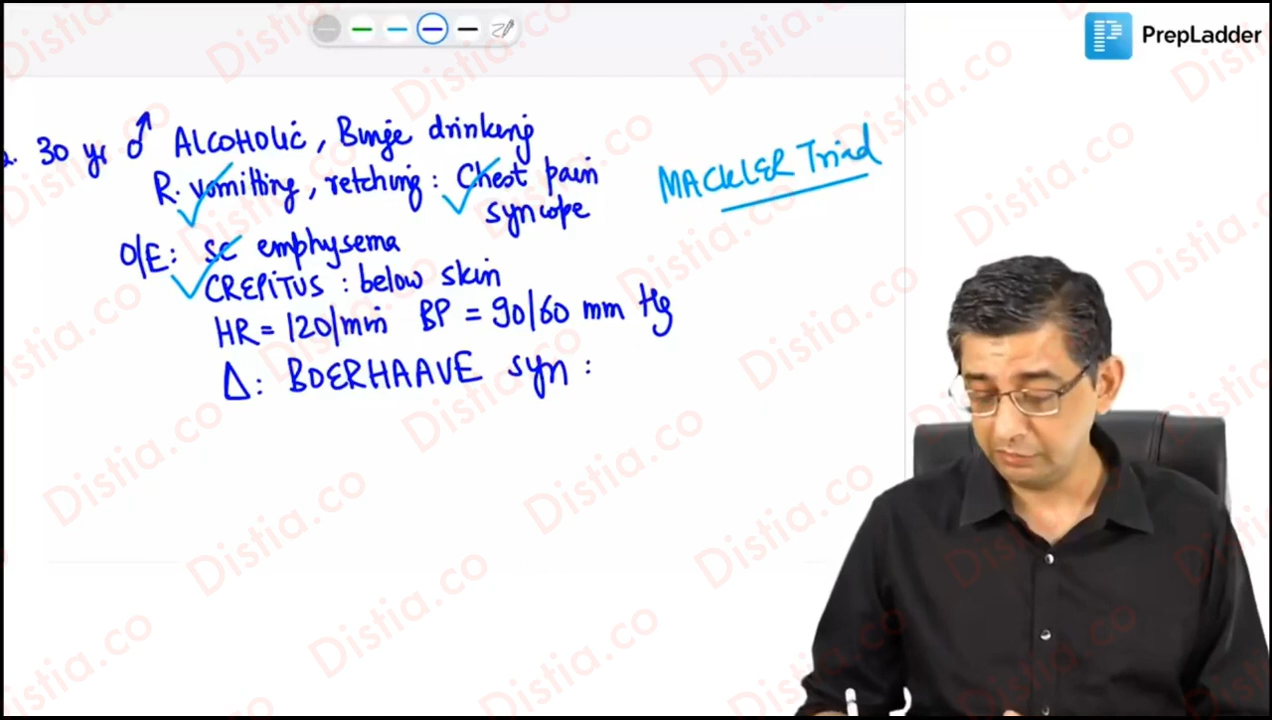 PrepLadder
30 yr ♂ ALCOHOLIC, Binge drinking
R. vomitting, retching : Chest pain
syncope
MACKLER Triad
O/E: SC emphysema
CREPITUS : below skin
HR = 120/min BP = 90/60 mm Hg
Δ: BOERHAAVE syn :
Distia.co